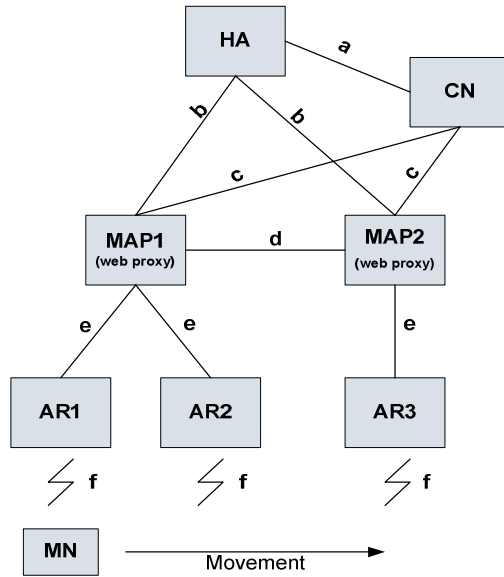 HA
a
CN
b
b
c
c
MAP1
(web proxy)
d
MAP2
(web proxy)
e
e
e
AR1
AR2
AR3
f
f
f
MN
Movement